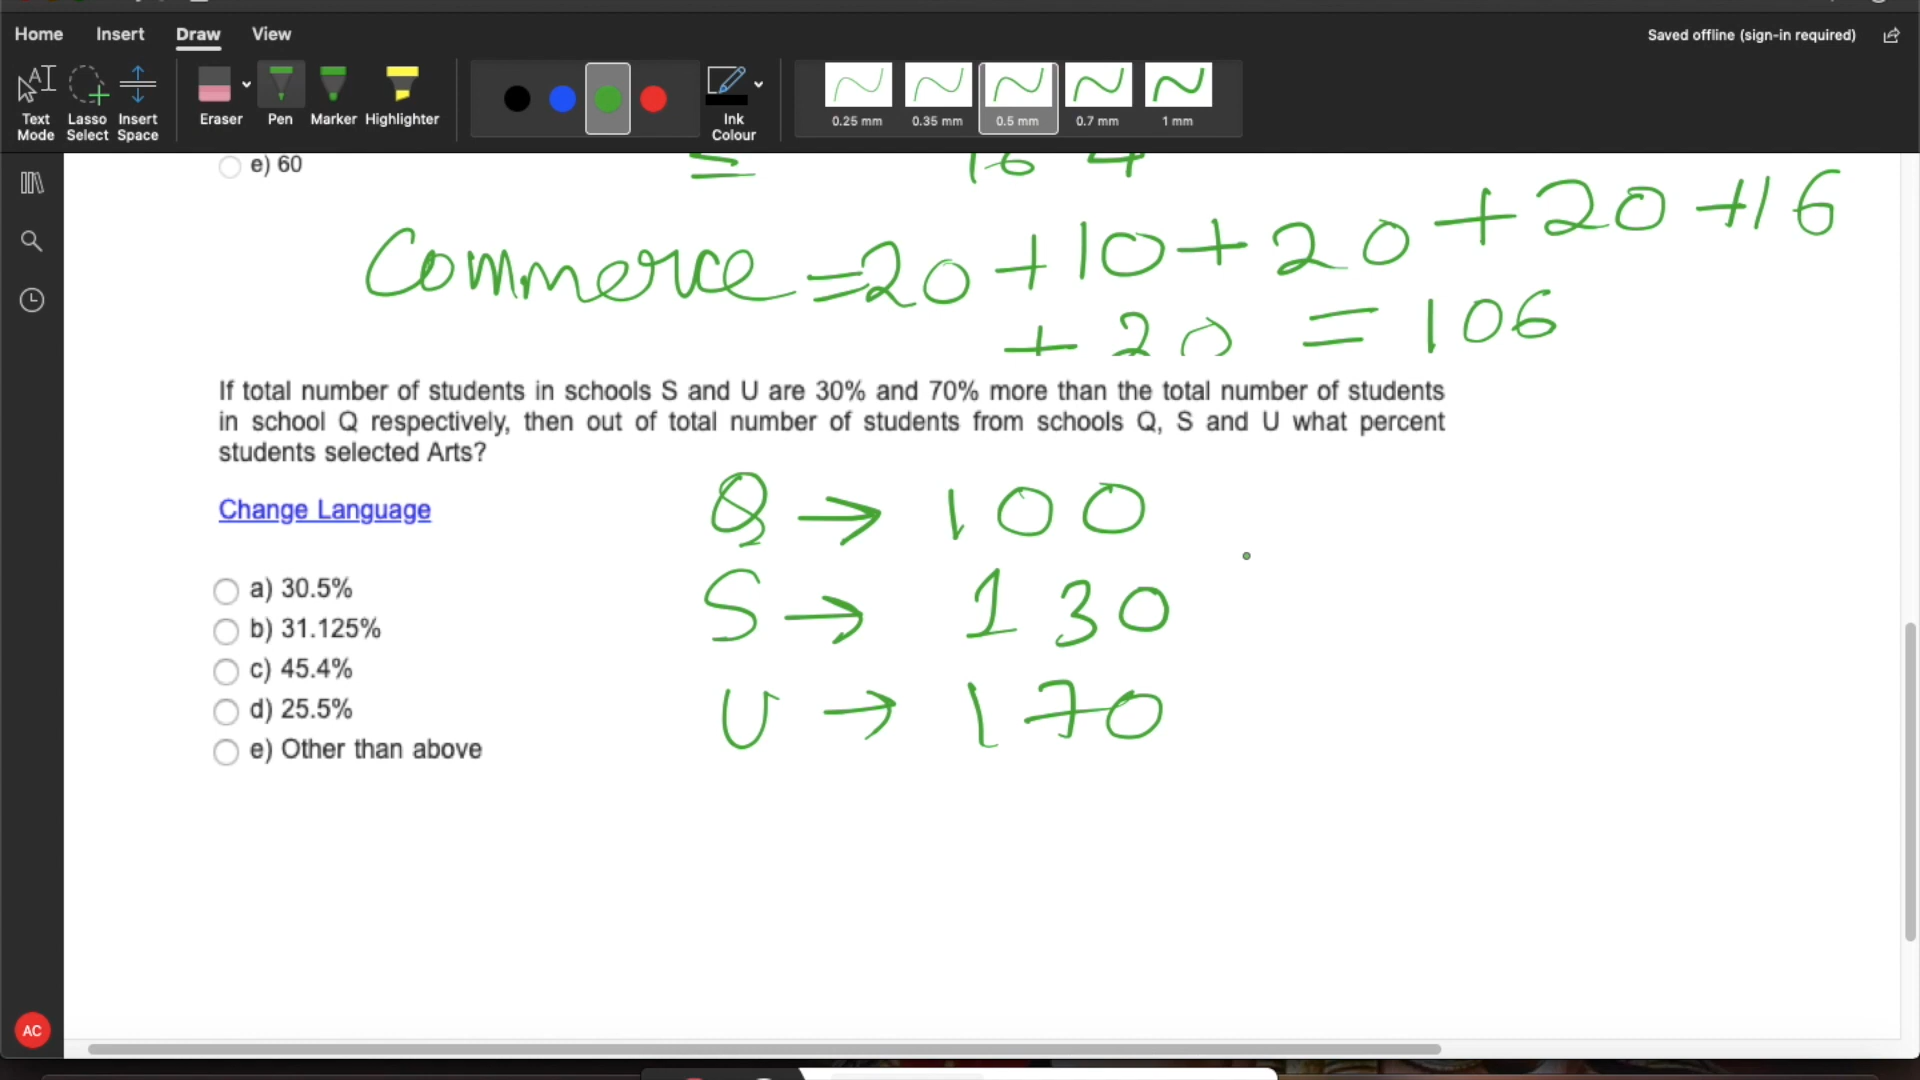 Home Insert Draw View
Saved offline (sign-in required)
Text Mode
Lasso Select
Insert Space
Eraser
Pen
Marker
Highlighter
Ink Colour
0.25 mm
0.35 mm
0.5 mm
0.7 mm
1 mm
e) 60
Commerce = 20 + 10 + 20 + 20 + 16
+ 20 = 106
If total number of students in schools S and U are 30% and 70% more than the total number of students
in school Q respectively, then out of total number of students from schools Q, S and U what percent
students selected Arts?
Change Language
Q → 100
a) 30.5%
S → 130
b) 31.125%
c) 45.4%
d) 25.5%
U → 170
e) Other than above
AC